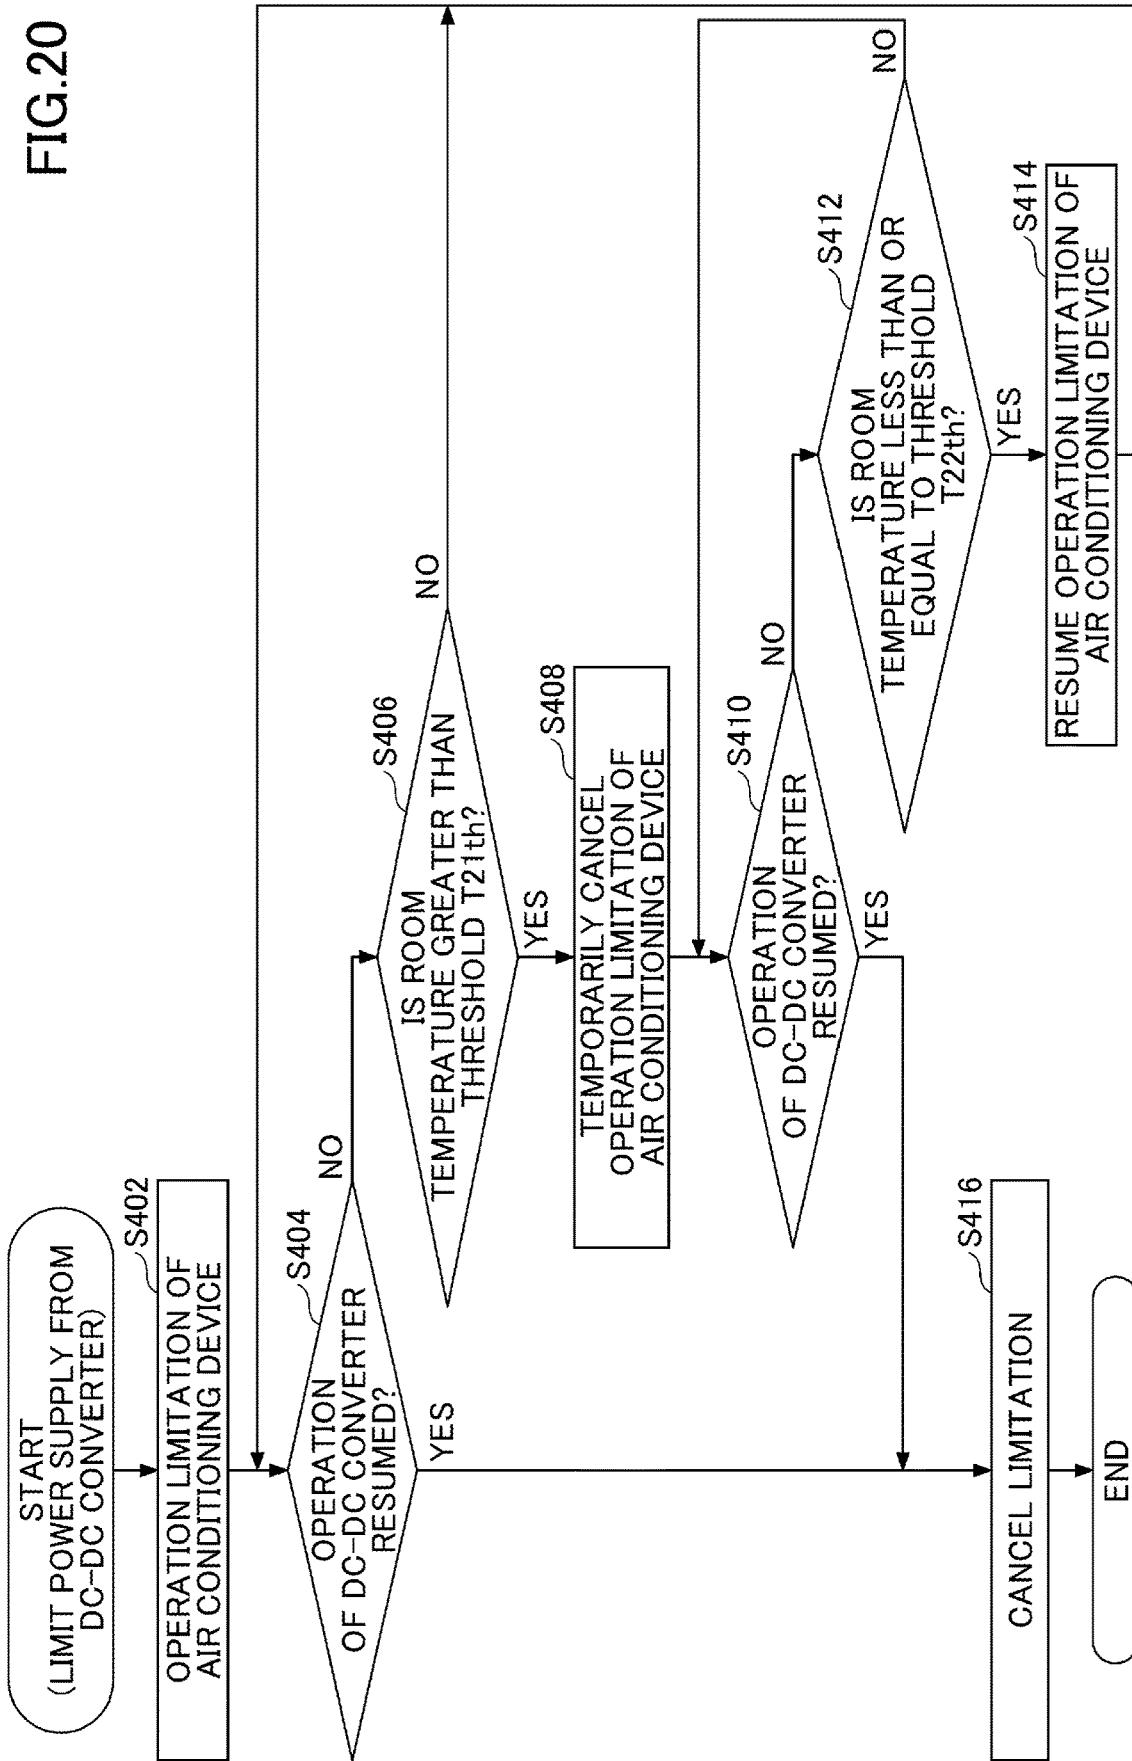 FIG.20
START
(LIMIT POWER SUPPLY FROM
DC-DC CONVERTER)
S402
OPERATION LIMITATION OF
AIR CONDITIONING DEVICE
S404
OPERATION
OF DC-DC CONVERTER
RESUMED?
NO
YES
S406
IS ROOM
TEMPERATURE GREATER THAN
THRESHOLD T21th?
NO
YES
S408
TEMPORARILY CANCEL
OPERATION LIMITATION OF
AIR CONDITIONING DEVICE
S410
OPERATION
OF DC-DC CONVERTER
RESUMED?
NO
YES
S412
IS ROOM
TEMPERATURE LESS THAN OR
EQUAL TO THRESHOLD
T22th?
NO
YES
S414
RESUME OPERATION LIMITATION OF
AIR CONDITIONING DEVICE
S416
CANCEL LIMITATION
END